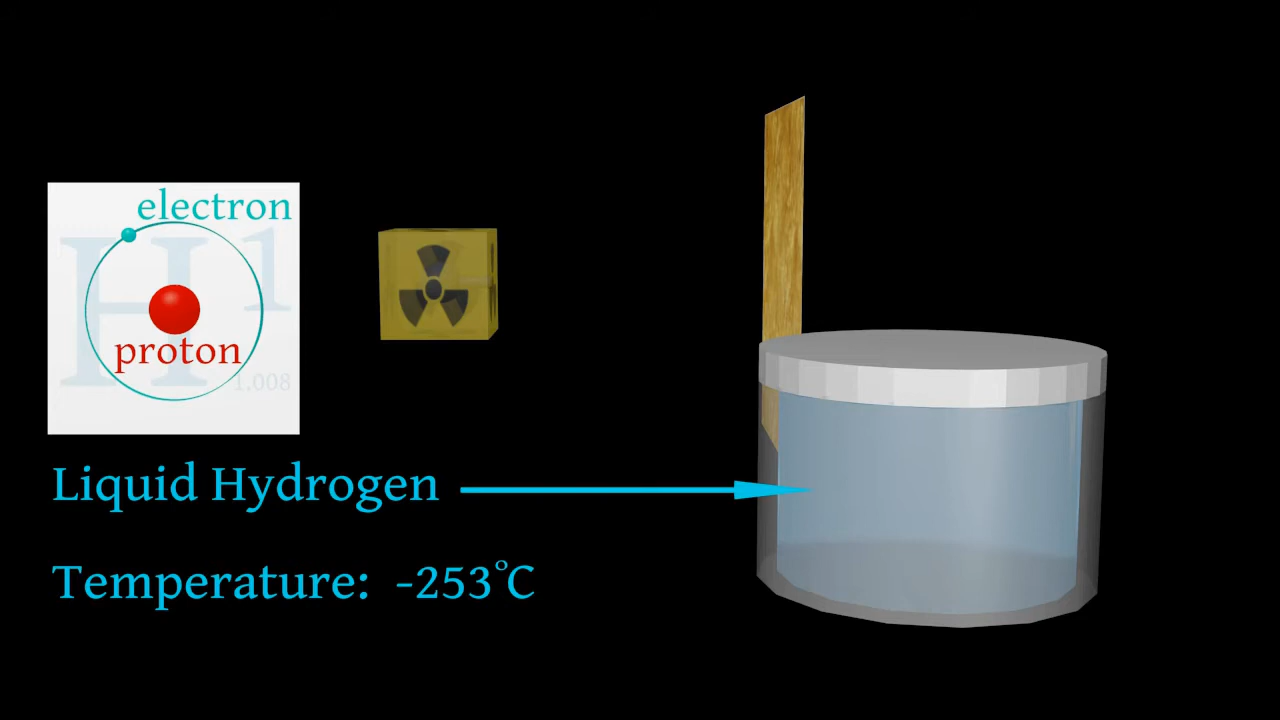 electron
H 1
proton
1.008
Liquid Hydrogen
Temperature: -253°C